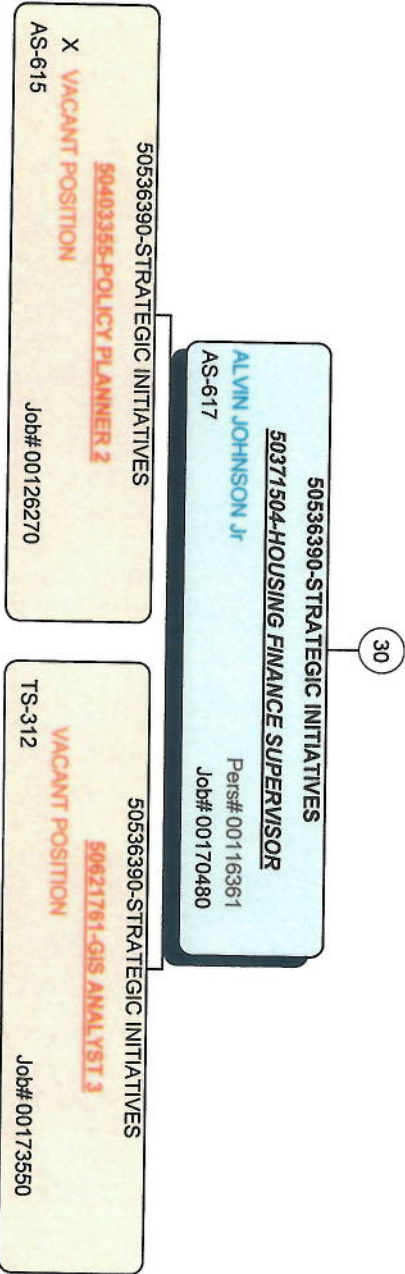 30
50536390-STRATEGIC INITIATIVES
50371504-HOUSING FINANCE SUPERVISOR
ALVIN JOHNSON Jr
Pers# 00116361
AS-617
Job# 00170480
50536390-STRATEGIC INITIATIVES
50403355-POLICY PLANNER 2
X VACANT POSITION
AS-615
Job# 00126270
50536390-STRATEGIC INITIATIVES
50621761-GIS ANALYST 3
VACANT POSITION
TS-312
Job# 00173550